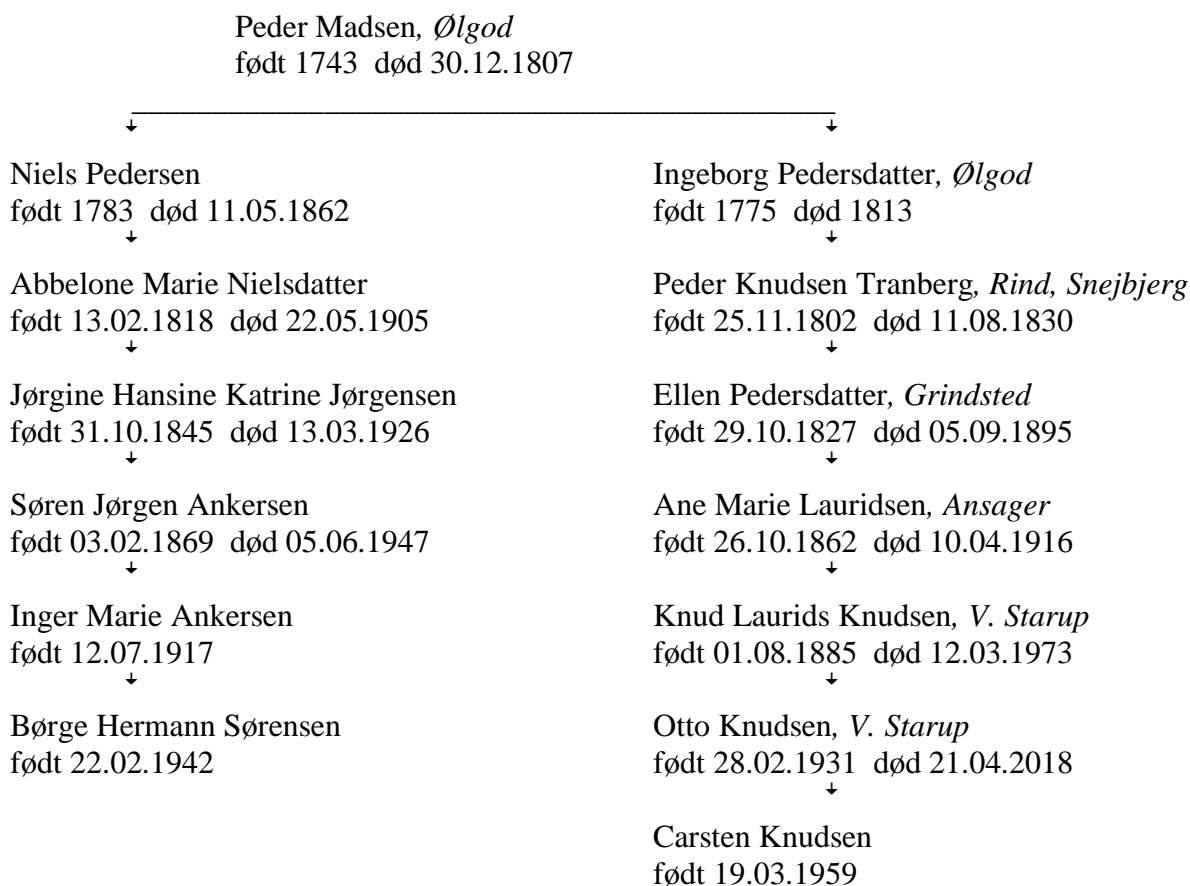 Peder Madsen, Ølgod
født 1743 død 30.12.1807
Niels Pedersen
født 1783 død 11.05.1862
Abbelone Marie Nielsdatter
født 13.02.1818 død 22.05.1905
Jørgine Hansine Katrine Jørgensen
født 31.10.1845 død 13.03.1926
Søren Jørgen Ankersen
født 03.02.1869 død 05.06.1947
Inger Marie Ankersen
født 12.07.1917
Børge Hermann Sørensen
født 22.02.1942
Ingeborg Pedersdatter, Ølgod
født 1775 død 1813
Peder Knudsen Tranberg, Rind, Snejbjerg
født 25.11.1802 død 11.08.1830
Ellen Pedersdatter, Grindsted
født 29.10.1827 død 05.09.1895
Ane Marie Lauridsen, Ansager
født 26.10.1862 død 10.04.1916
Knud Laurids Knudsen, V. Starup
født 01.08.1885 død 12.03.1973
Otto Knudsen, V. Starup
født 28.02.1931 død 21.04.2018
Carsten Knudsen
født 19.03.1959